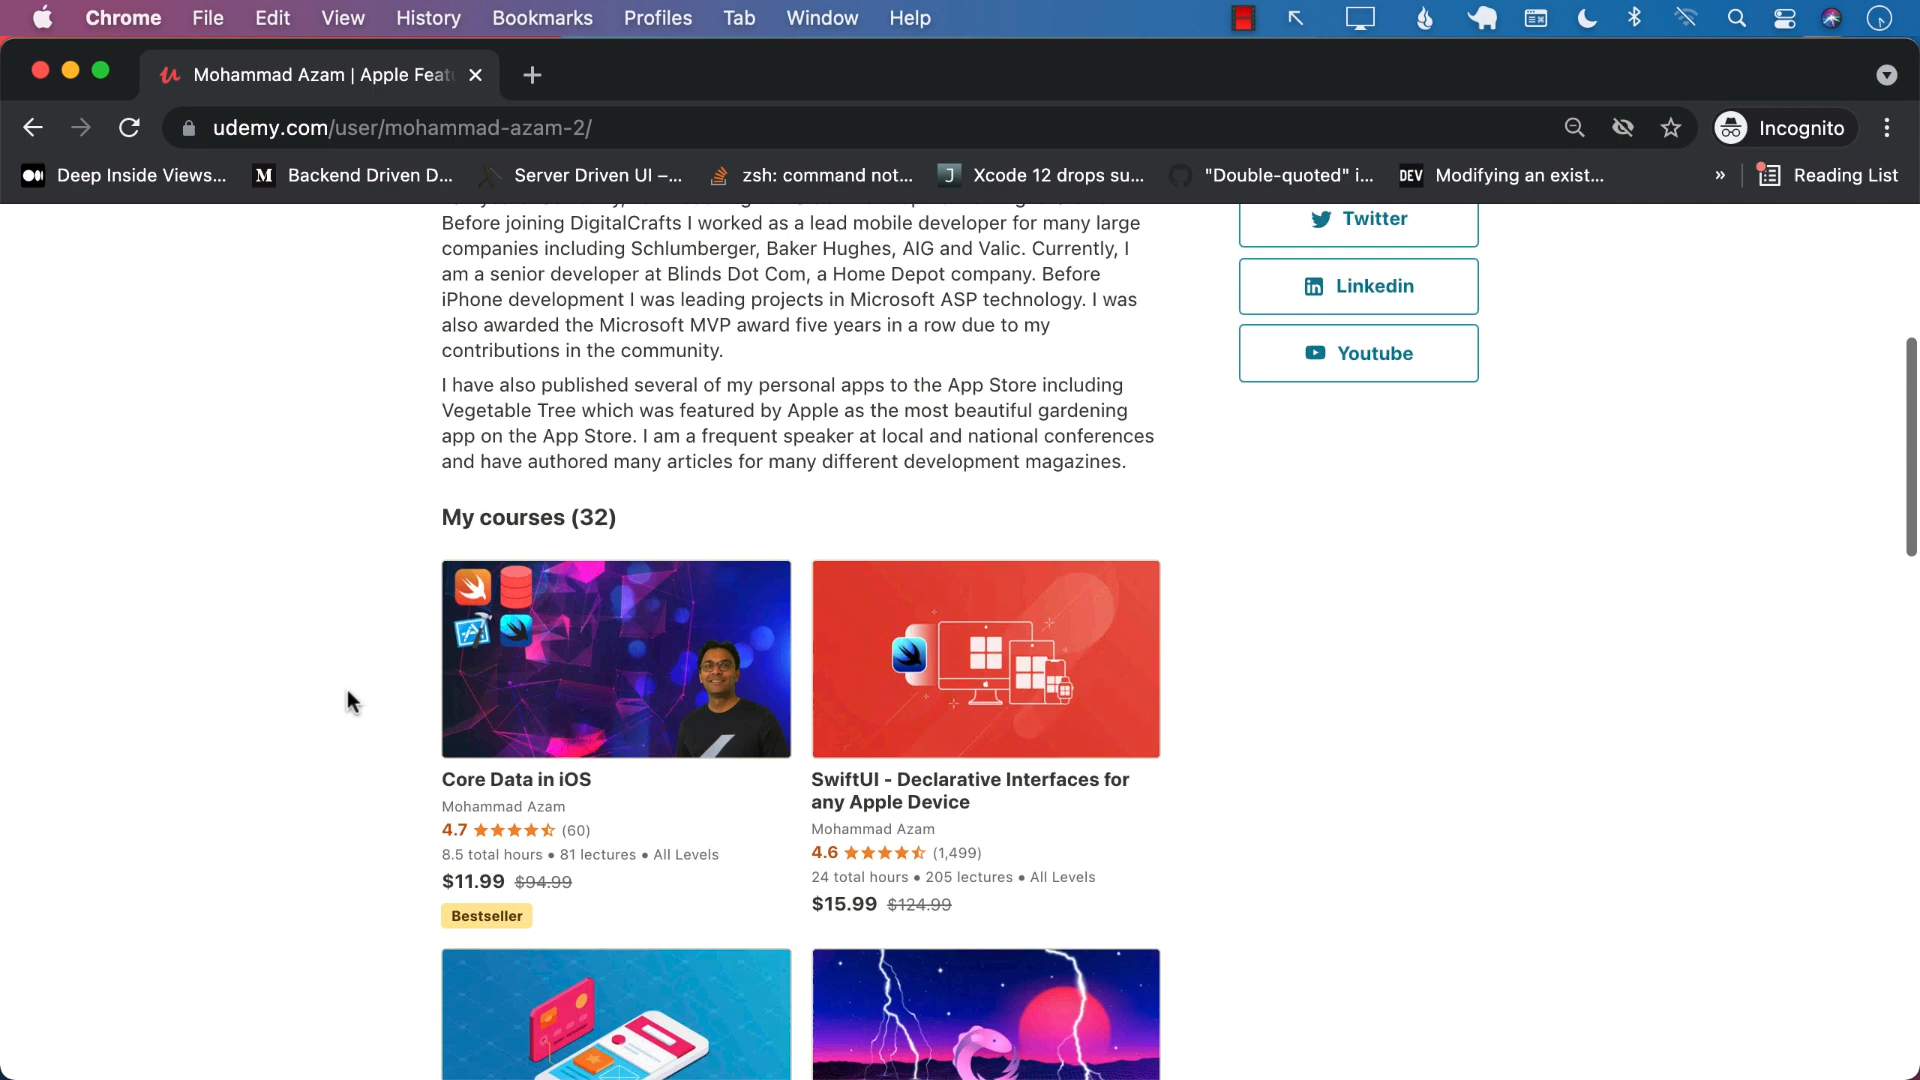 Chrome File Edit View History Bookmarks Profiles Tab Window Help
Mohammad Azam | Apple Feat
udemy.com/user/mohammad-azam-2/
Incognito
Deep Inside Views...
M Backend Driven D...
Server Driven UI –...
zsh: command not...
J Xcode 12 drops su...
"Double-quoted" i...
DEV Modifying an exist...
»
Reading List
Before joining DigitalCrafts I worked as a lead mobile developer for many large
companies including Schlumberger, Baker Hughes, AIG and Valic. Currently, I
am a senior developer at Blinds Dot Com, a Home Depot company. Before
iPhone development I was leading projects in Microsoft ASP technology. I was
also awarded the Microsoft MVP award five years in a row due to my
contributions in the community.
I have also published several of my personal apps to the App Store including
Vegetable Tree which was featured by Apple as the most beautiful gardening
app on the App Store. I am a frequent speaker at local and national conferences
and have authored many articles for many different development magazines.
Twitter
Linkedin
Youtube
My courses (32)
Core Data in iOS
Mohammad Azam
4.7 (60)
8.5 total hours • 81 lectures • All Levels
$11.99 $94.99
Bestseller
SwiftUI - Declarative Interfaces for
any Apple Device
Mohammad Azam
4.6 (1,499)
24 total hours • 205 lectures • All Levels
$15.99 $124.99